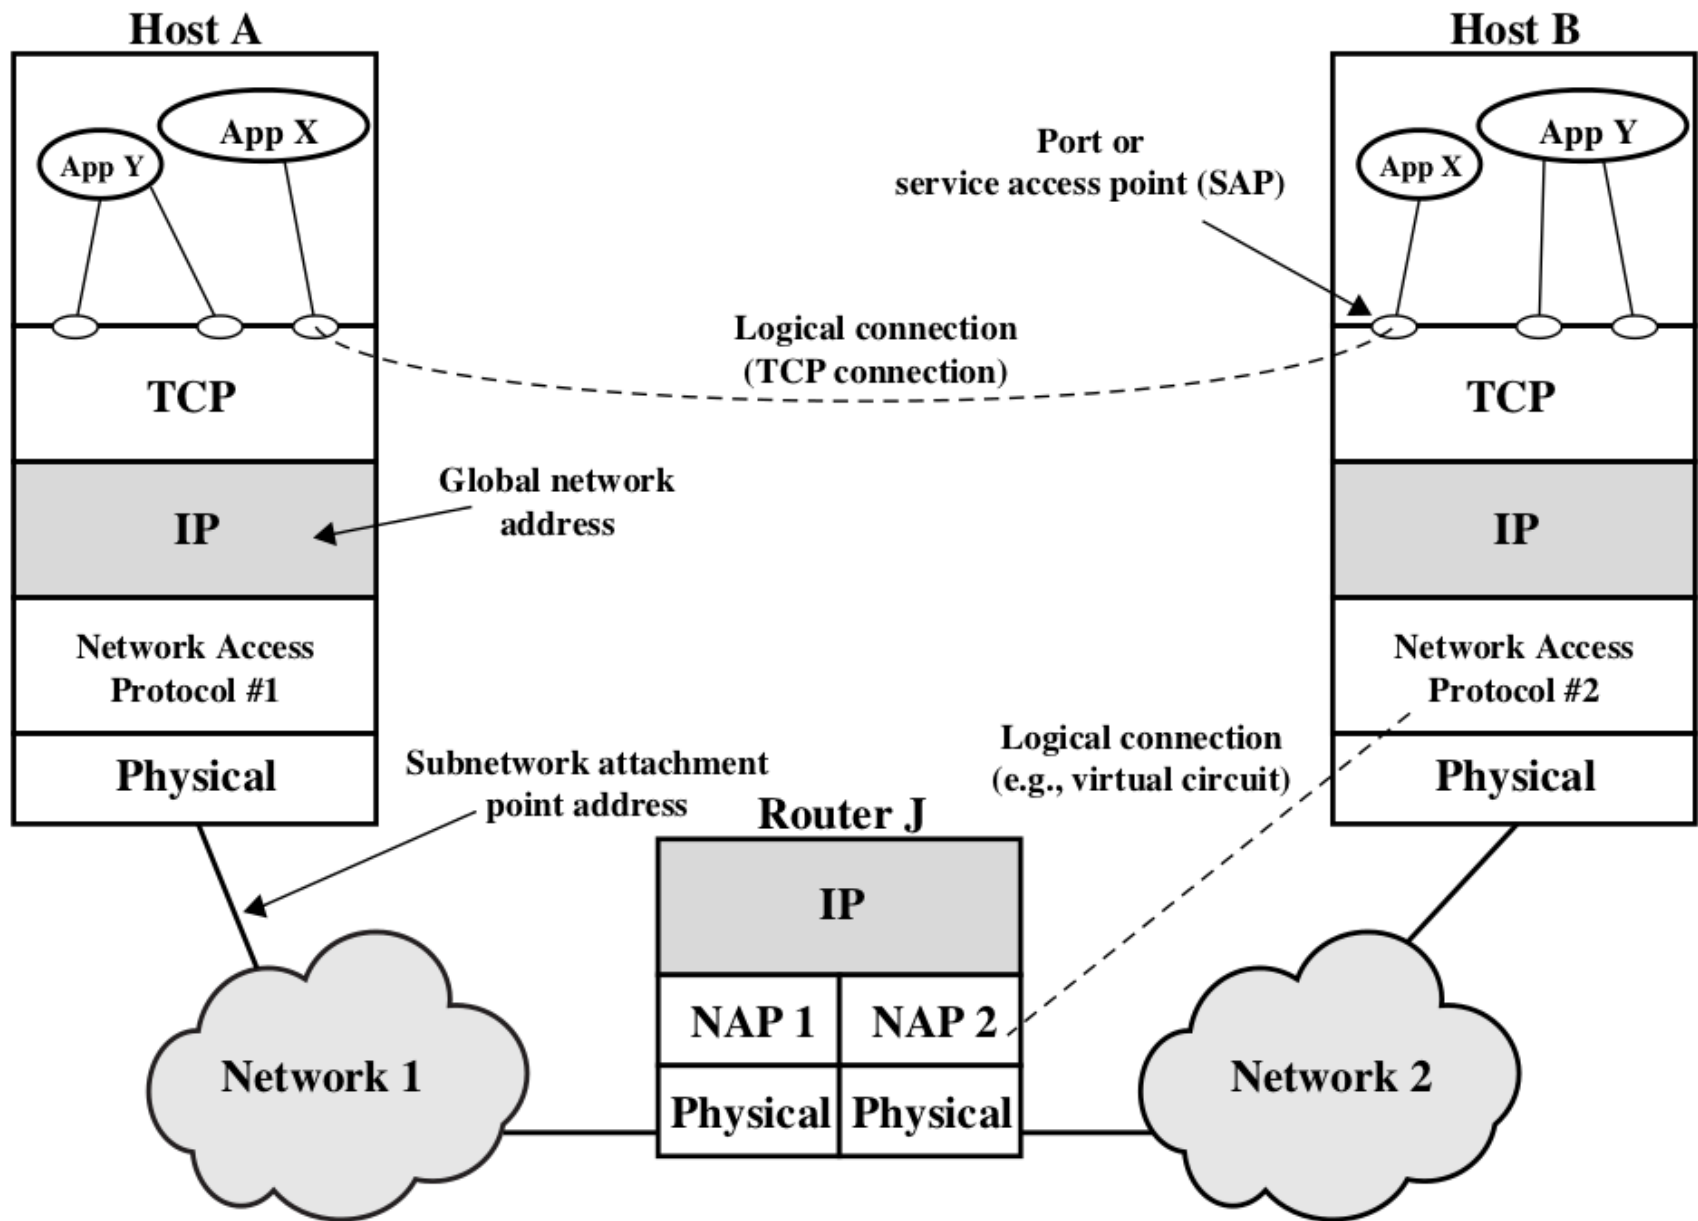 Host A
App Y
App X
TCP
IP
Network Access
Protocol #1
Physical
Host B
App X
App Y
TCP
IP
Network Access
Protocol #2
Physical
Port or
service access point (SAP)
Logical connection
(TCP connection)
Global network
address
Subnetwork attachment
point address
Logical connection
(e.g., virtual circuit)
Router J
IP
NAP 1
NAP 2
Physical
Physical
Network 1
Network 2